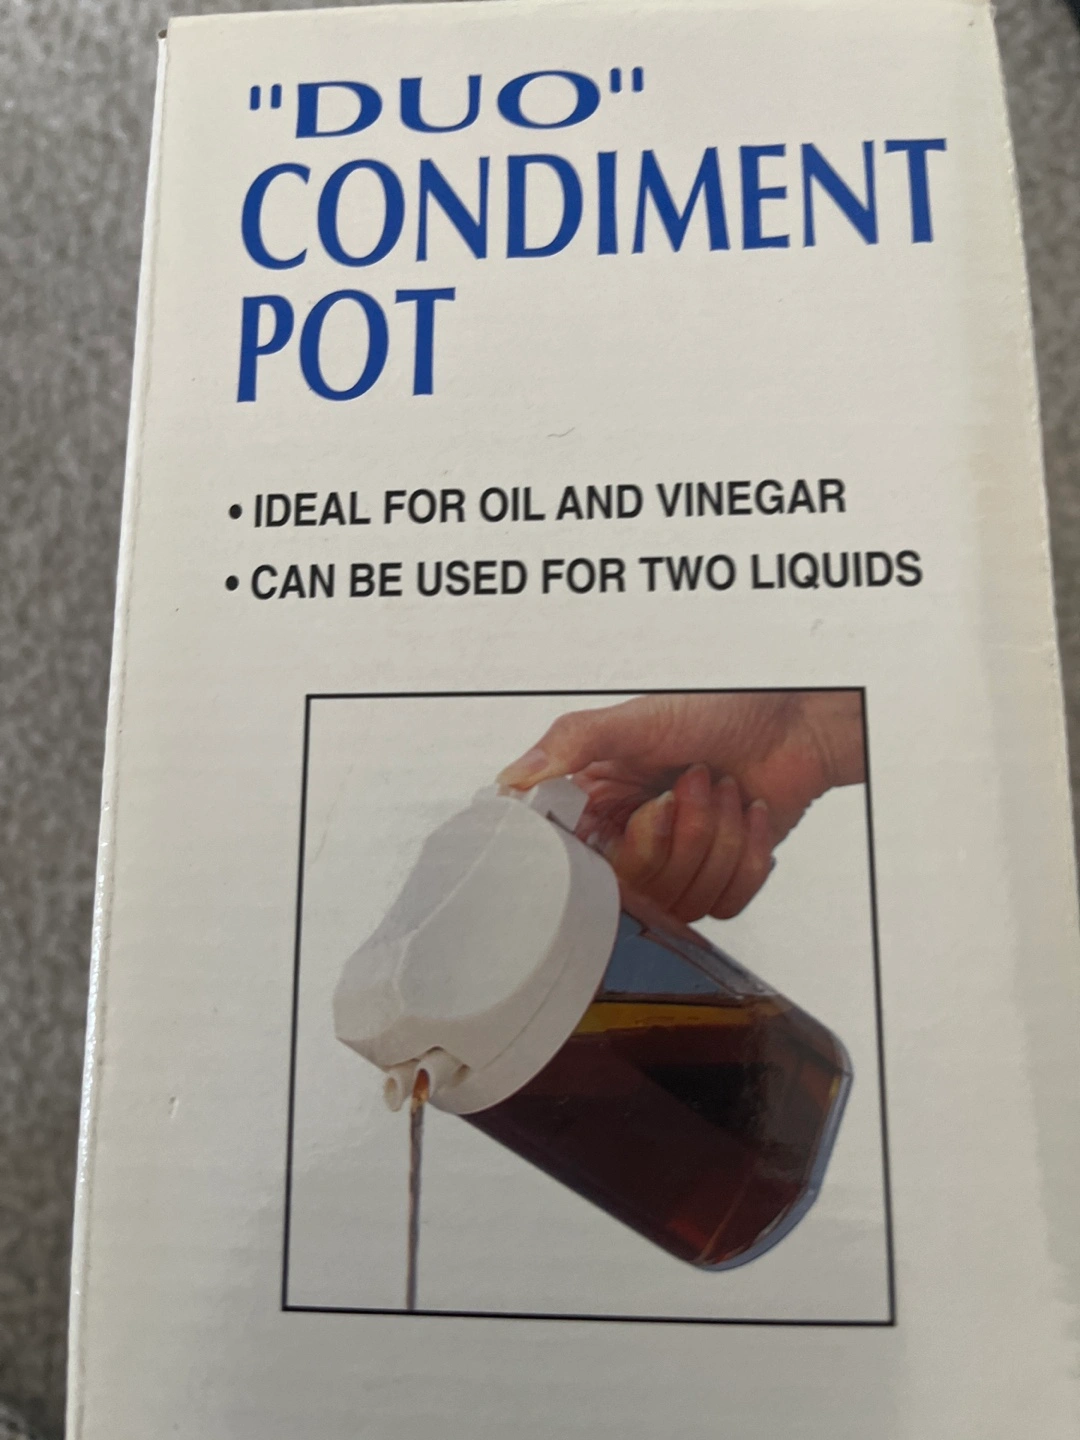 "DUO"
CONDIMENT
POT
• IDEAL FOR OIL AND VINEGAR
• CAN BE USED FOR TWO LIQUIDS